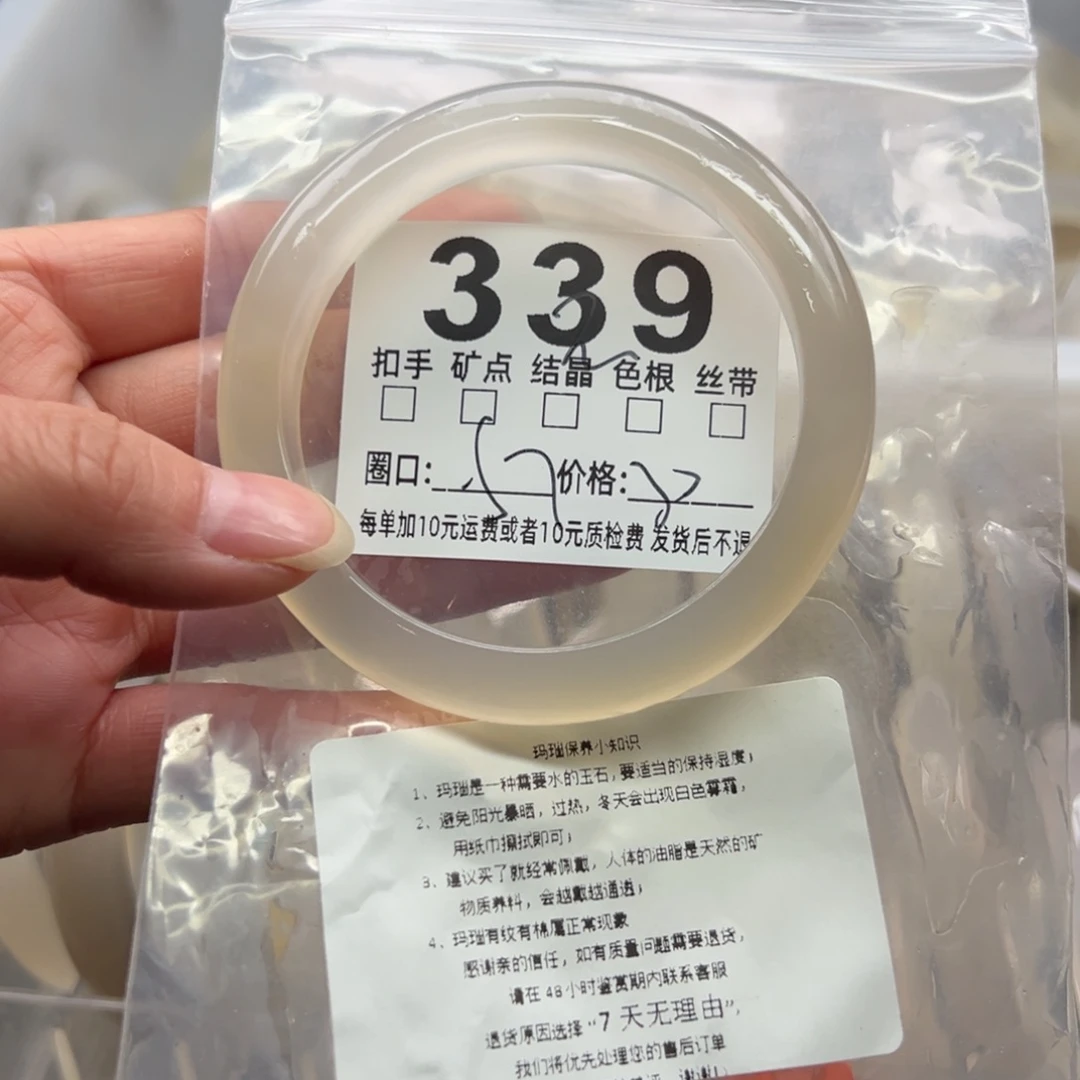 339
扣手 矿点 结晶 色根 丝带
圈口: 57 价格:
每单加10元运费或者10元质检费 发货后不退
玛瑙保养小知识
1、玛瑙是一种需要水的玉石，要适当的保持湿度；
2、避免阳光暴晒，过热，冬天会出现白色雾霜，
用纸巾擦拭即可；
3、建议买了就经常佩戴，人体的油脂是天然的矿
物质养料，会越戴越通透；
4、玛瑙有纹有棉属正常现象
感谢亲的信任，如有质量问题需要退货，
请在48小时鉴赏期内联系客服
退货原因选择“7天无理由”，
我们将优先处理您的售后订单
谢谢！